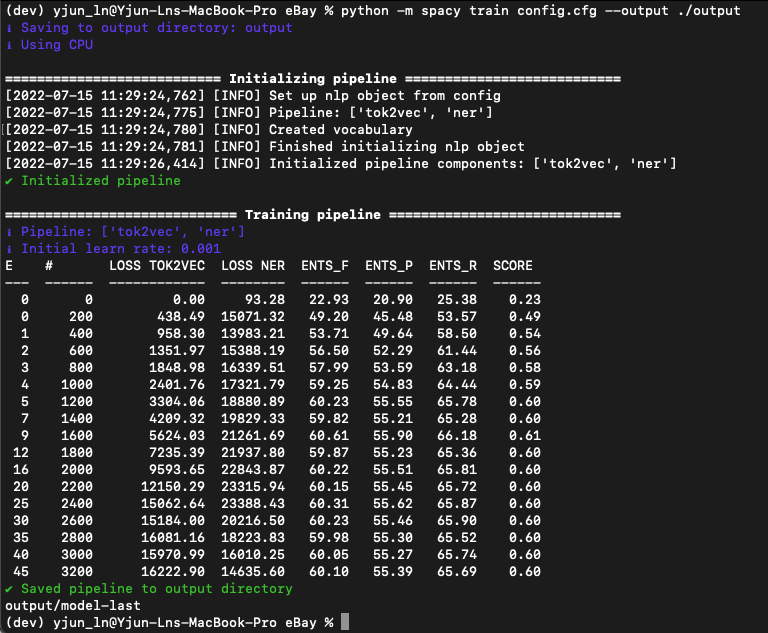 (dev) yjun_ln@Yjun-Lns-MacBook-Pro eBay % python -m spacy train config.cfg --output ./output
ℹ Saving to output directory: output
ℹ Using CPU

=========================== Initializing pipeline ===========================
[2022-07-15 11:29:24,762] [INFO] Set up nlp object from config
[2022-07-15 11:29:24,775] [INFO] Pipeline: ['tok2vec', 'ner']
[2022-07-15 11:29:24,780] [INFO] Created vocabulary
[2022-07-15 11:29:24,781] [INFO] Finished initializing nlp object
[2022-07-15 11:29:26,414] [INFO] Initialized pipeline components: ['tok2vec', 'ner']
✔ Initialized pipeline

============================= Training pipeline =============================
ℹ Pipeline: ['tok2vec', 'ner']
ℹ Initial learn rate: 0.001
E    #       LOSS TOK2VEC  LOSS NER  ENTS_F  ENTS_P  ENTS_R  SCORE
---  ------  ------------  --------  ------  ------  ------  ------
  0       0          0.00     93.28   22.93   20.90   25.38    0.23
  0     200        438.49  15071.32   49.20   45.48   53.57    0.49
  1     400        958.30  13983.21   53.71   49.64   58.50    0.54
  2     600       1351.97  15388.19   56.50   52.29   61.44    0.56
  3     800       1848.98  16339.51   57.99   53.59   63.18    0.58
  4    1000       2401.76  17321.79   59.25   54.83   64.44    0.59
  5    1200       3304.06  18880.89   60.23   55.55   65.78    0.60
  7    1400       4209.32  19829.33   59.82   55.21   65.28    0.60
  9    1600       5624.03  21261.69   60.61   55.90   66.18    0.61
 12    1800       7235.39  21937.80   59.87   55.23   65.36    0.60
 16    2000       9593.65  22843.87   60.22   55.51   65.81    0.60
 20    2200      12150.29  23315.94   60.15   55.45   65.72    0.60
 25    2400      15062.64  23388.43   60.31   55.62   65.87    0.60
 30    2600      15184.00  20216.50   60.23   55.46   65.90    0.60
 35    2800      16081.16  18223.83   59.98   55.30   65.52    0.60
 40    3000      15970.99  16010.25   60.05   55.27   65.74    0.60
 45    3200      16222.90  14635.60   60.10   55.39   65.69    0.60
✔ Saved pipeline to output directory
output/model-last
(dev) yjun_ln@Yjun-Lns-MacBook-Pro eBay %